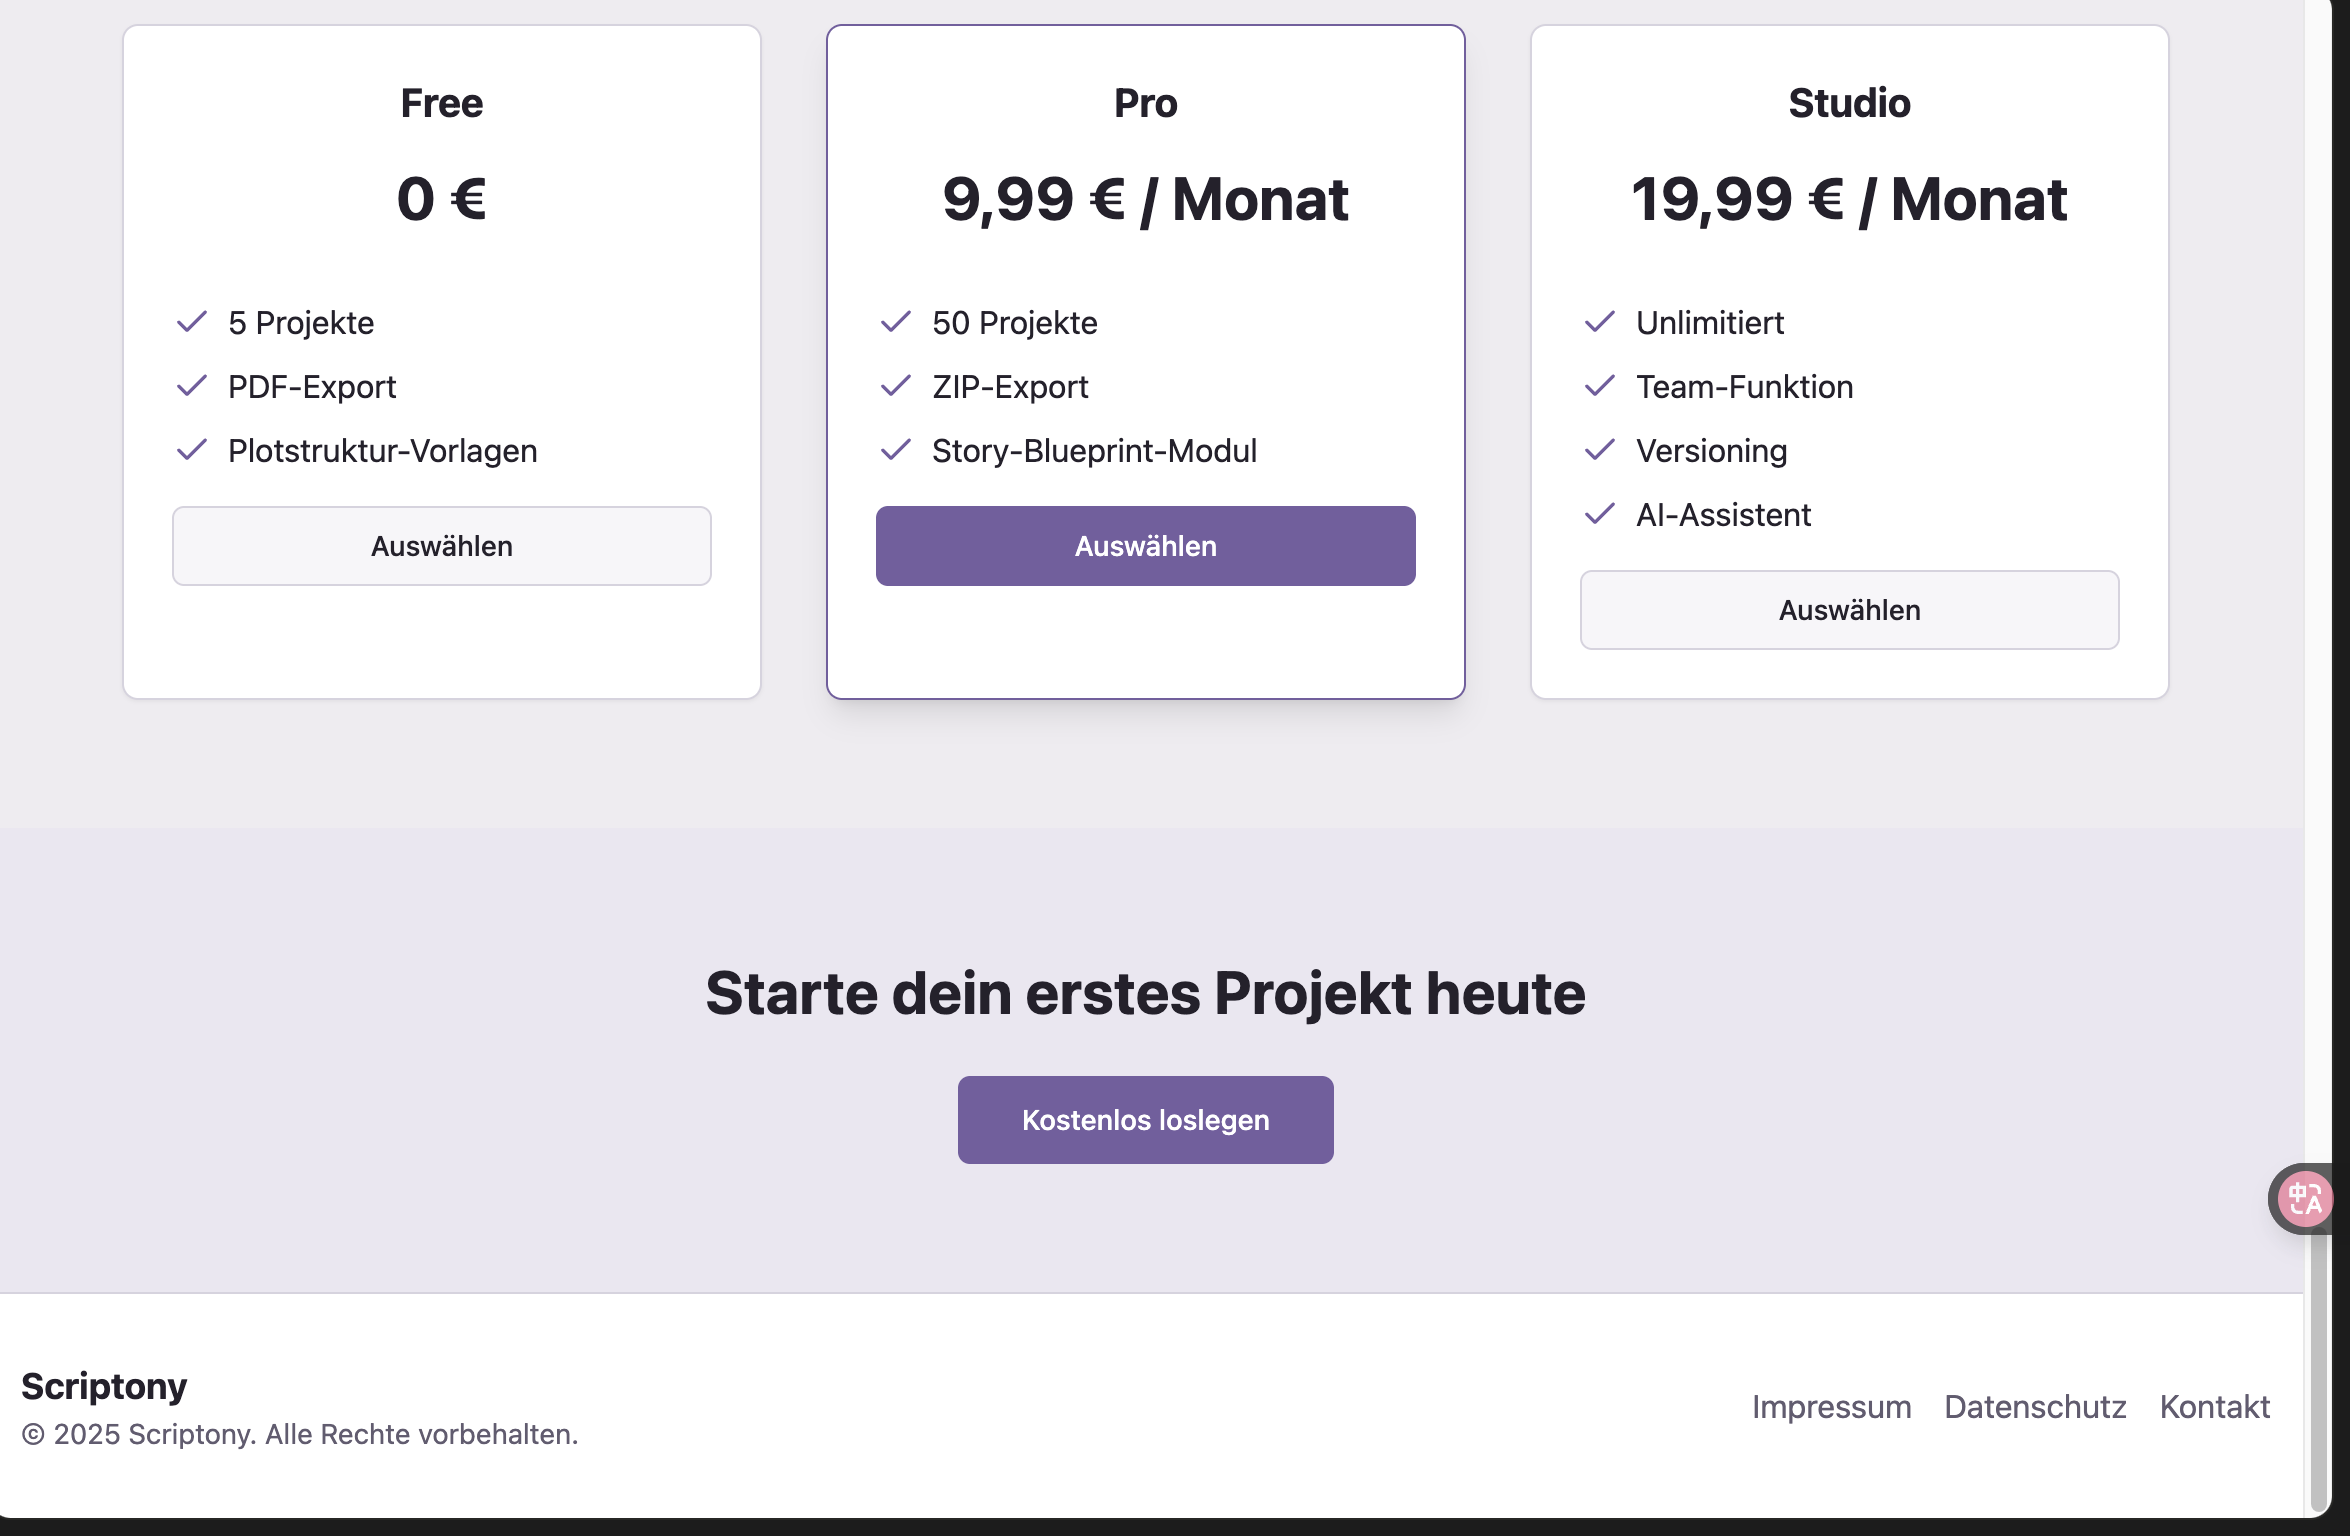 Free
0 €
5 Projekte
PDF-Export
Plotstruktur-Vorlagen
Auswählen
Pro
9,99 € / Monat
50 Projekte
ZIP-Export
Story-Blueprint-Modul
Auswählen
Studio
19,99 € / Monat
Unlimitiert
Team-Funktion
Versioning
AI-Assistent
Auswählen
Starte dein erstes Projekt heute
Kostenlos loslegen
中A
Scriptony
© 2025 Scriptony. Alle Rechte vorbehalten.
Impressum Datenschutz Kontakt